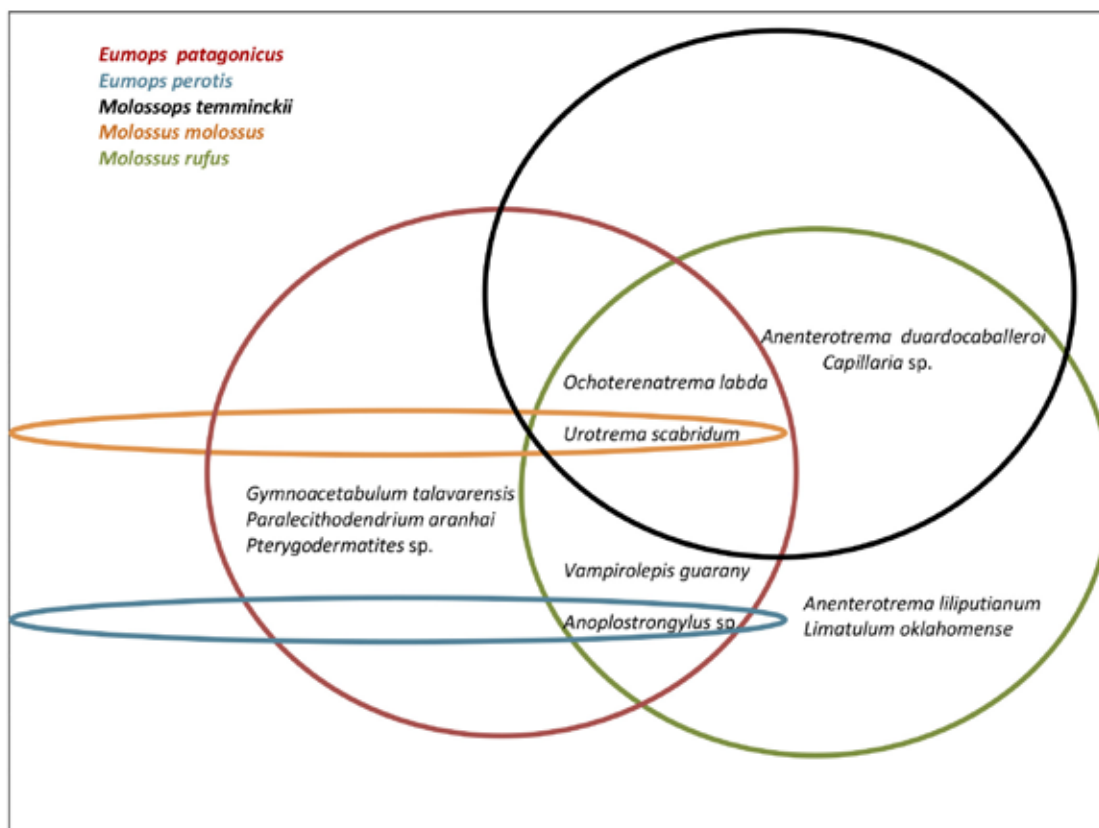 Eumops patagonicus
Eumops perotis
Molossops temminckii
Molossus molossus
Molossus rufus
Anenterotrema duardocaballeroi
Capillaria sp.
Ochoterenatrema labda
Urotrema scabridum
Gymnoacetabulum talavarensis
Paralecithodendrium aranhai
Pterygodermatites sp.
Vampirolepis guarany
Anoplostrongylus sp
Anenterotrema liliputianum
Limatulum oklahomense